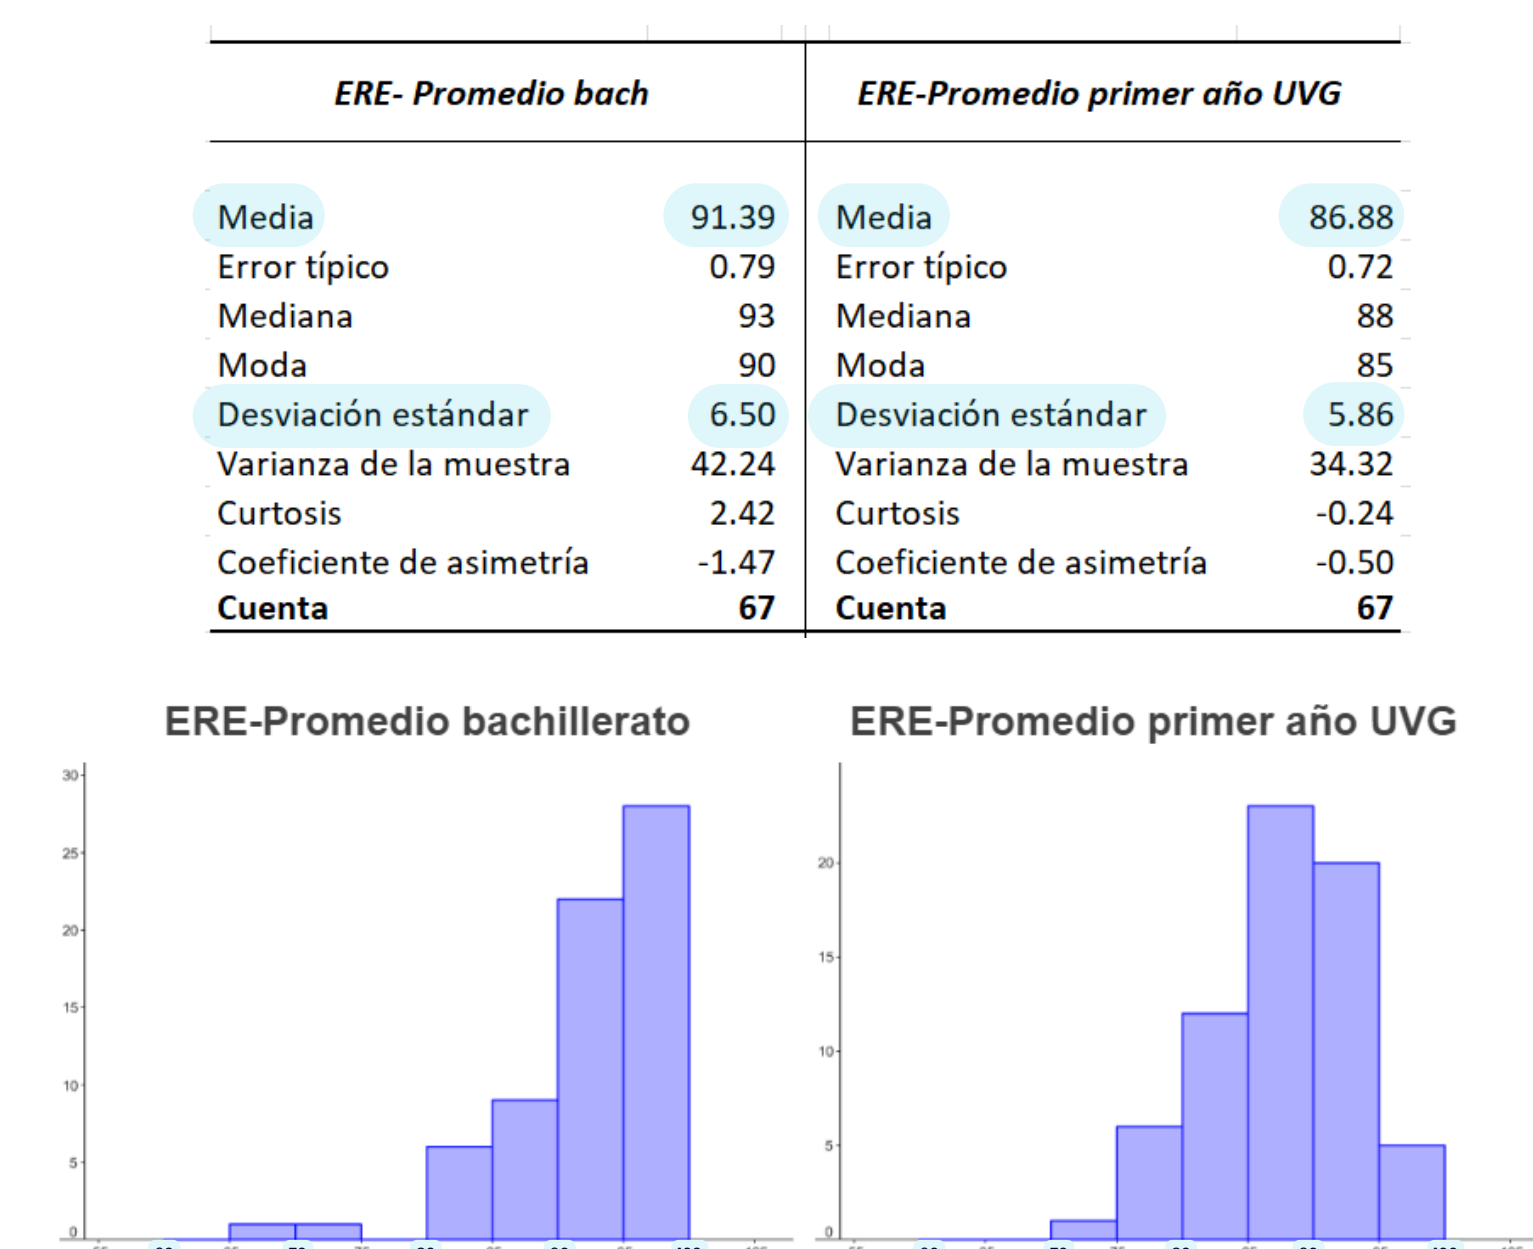 ERE- Promedio bach ERE-Promedio primer año UVG
Media 91.39 Media 86.88
Error típico 0.79 Error típico 0.72
Mediana 93 Mediana 88
Moda 90 Moda 85
Desviación estándar 6.50 Desviación estándar 5.86
Varianza de la muestra 42.24 Varianza de la muestra 34.32
Curtosis 2.42 Curtosis -0.24
Coeficiente de asimetría -1.47 Coeficiente de asimetría -0.50
Cuenta 67 Cuenta 67
ERE-Promedio bachillerato ERE-Promedio primer año UVG
30
25
20
15
10
5
0
20
15
10
5
0